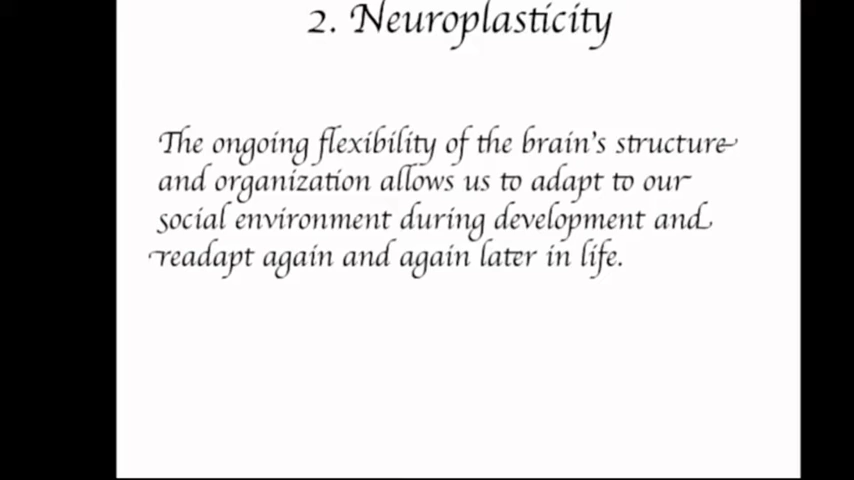 2. Neuroplasticity
The ongoing flexibility of the brain's structure
and organization allows us to adapt to our
social environment during development and
readapt again and again later in life.